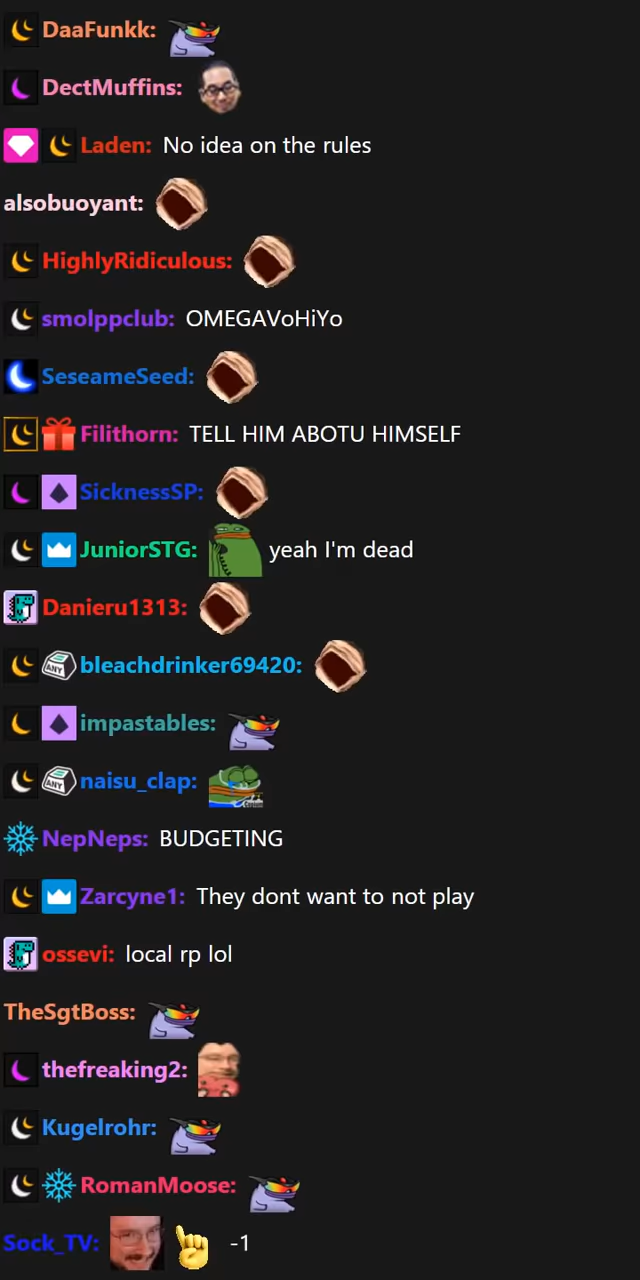 DaaFunkk:
DectMuffins:
Laden: No idea on the rules
alsobuoyant:
HighlyRidiculous:
smolppclub: OMEGAVoHiYo
SeseameSeed:
Filithorn: TELL HIM ABOTU HIMSELF
SicknessSP:
JuniorSTG: yeah I'm dead
Danieru1313:
ANY bleachdrinker69420:
impastables:
ANY naisu_clap:
NepNeps: BUDGETING
Zarcyne1: They dont want to not play
ossevi: local rp lol
TheSgtBoss:
thefreaking2:
Kugelrohr:
RomanMoose:
Sock_TV: -1